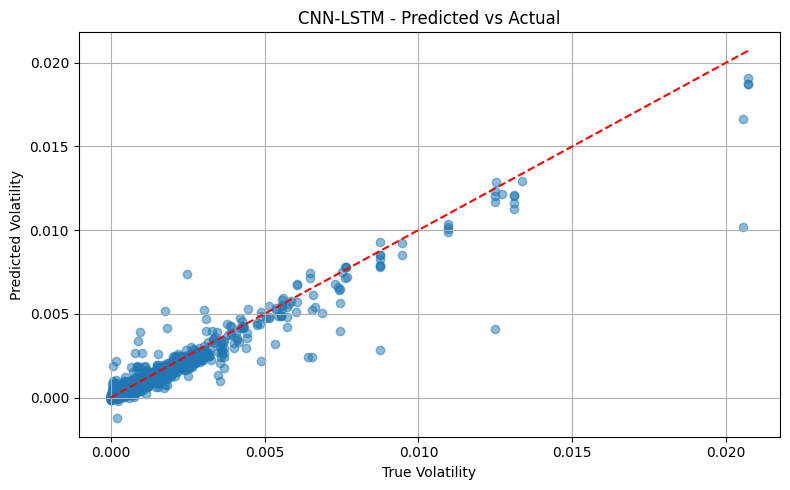 CNN-LSTM - Predicted vs Actual
0.020
0.015
0.010
0.005
0.000
Predicted Volatility
0.000 0.005 0.010 0.015 0.020
True Volatility